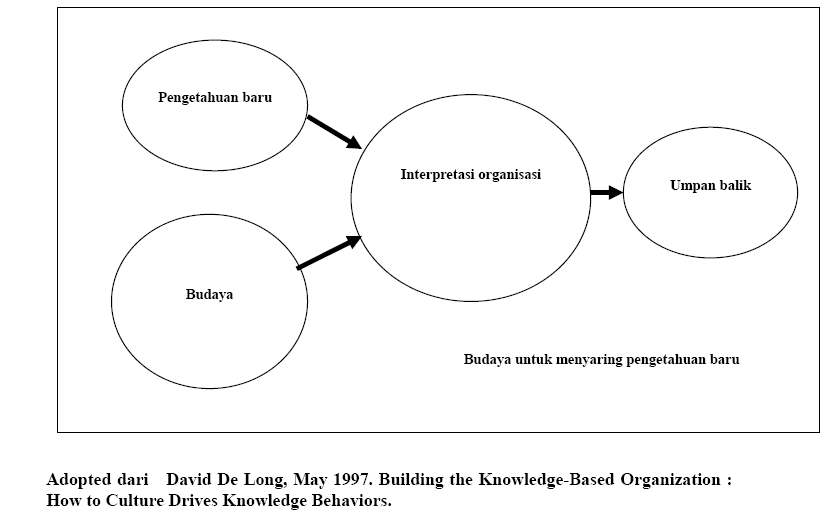 Pengetahuan baru
Interpretasi organisasi
Umpan balik
Budaya
Budaya untuk menyaring pengetahuan baru
Adopted dari David De Long, May 1997. Building the Knowledge-Based Organization :
How to Culture Drives Knowledge Behaviors.